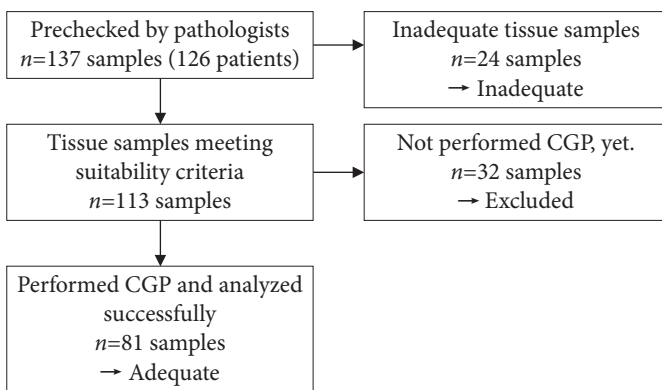 Prechecked by pathologists
n=137 samples (126 patients)
Inadequate tissue samples
n=24 samples
→ Inadequate
Tissue samples meeting
suitability criteria
n=113 samples
Not performed CGP, yet.
n=32 samples
→ Excluded
Performed CGP and analyzed
successfully
n=81 samples
→ Adequate